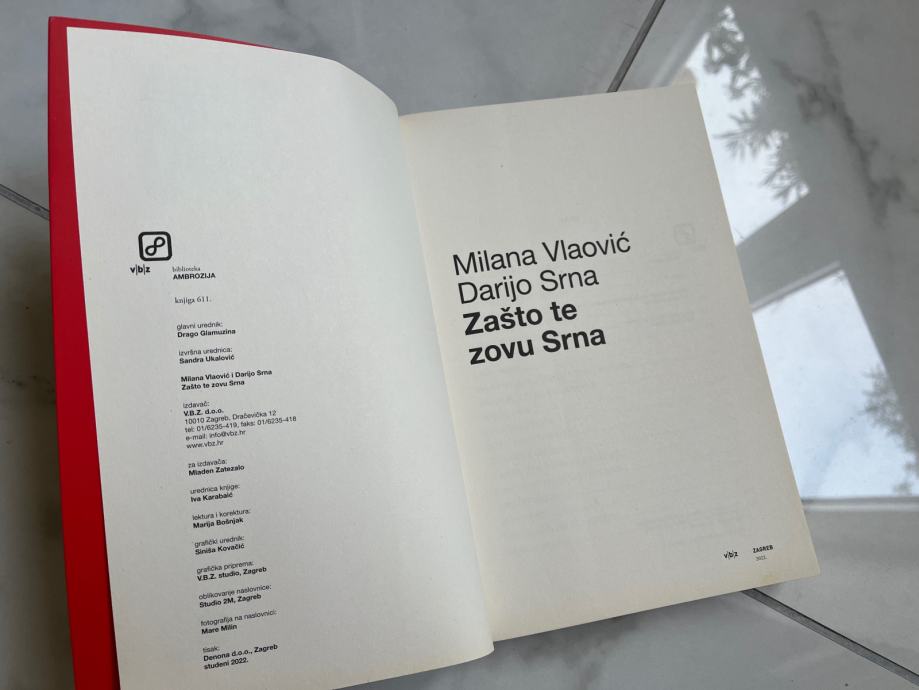 v|b|z
biblioteka
AMBROZIJA
knjiga 611.
glavni urednik:
Drago Glamuzina
izvršna urednica:
Sandra Ukalović
Milana Vlaović i Darijo Srna
Zašto te zovu Srna
izdavač:
V.B.Z. d.o.o.
10010 Zagreb, Dračevička 12
tel: 01/6235-419, faks: 01/6235-418
e-mail: info@vbz.hr
www.vbz.hr
za izdavača:
Mladen Zatezalo
urednica knjige:
Iva Karabaić
lektura i korektura:
Marija Bošnjak
grafički urednik:
Siniša Kovačić
grafička priprema:
V.B.Z. studio, Zagreb
oblikovanje naslovnice:
Studio 2M, Zagreb
fotografija na naslovnici:
Mare Milin
tisak:
Denona d.o.o., Zagreb
studeni 2022.
Milana Vlaović
Darijo Srna
Zašto te
zovu Srna
v|b|z ZAGREB
2022.